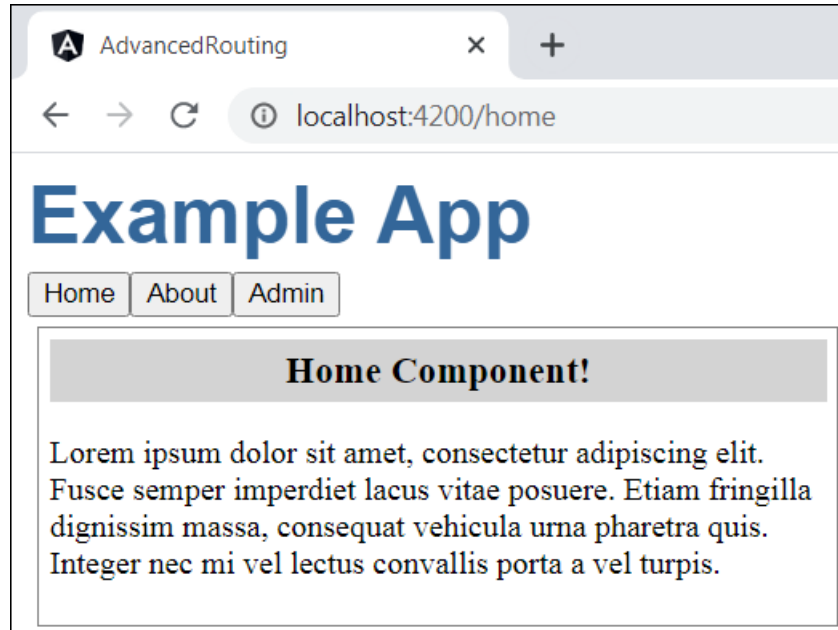 AdvancedRouting
localhost:4200/home
Example App
Home About Admin
Home Component!
Lorem ipsum dolor sit amet, consectetur adipiscing elit.
Fusce semper imperdiet lacus vitae posuere. Etiam fringilla
dignissim massa, consequat vehicula urna pharetra quis.
Integer nec mi vel lectus convallis porta a vel turpis.